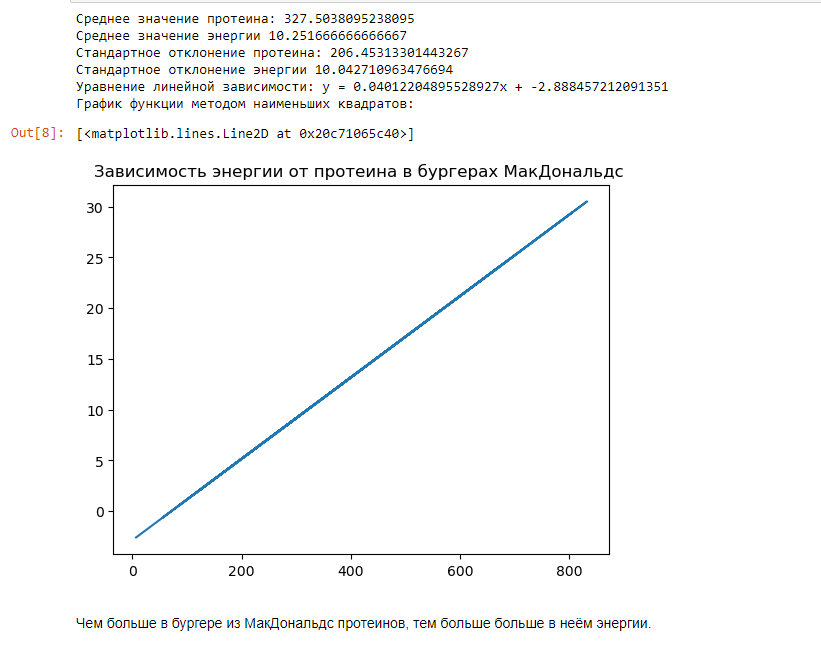 Среднее значение протеина: 327.5038095238095
Среднее значение энергии 10.251666666666667
Стандартное отклонение протеина: 206.45313301443267
Стандартное отклонение энергии 10.042710963476694
Уравнение линейной зависимости: y = 0.04012204895528927x + -2.888457212091351
График функции методом наименьших квадратов:
Out[8]: [<matplotlib.lines.Line2D at 0x20c71065c40>]
Зависимость энергии от протеина в бургерах МакДональдс
30
25
20
15
10
5
0
0 200 400 600 800
Чем больше в бургере из МакДональдс протеинов, тем больше больше в неём энергии.